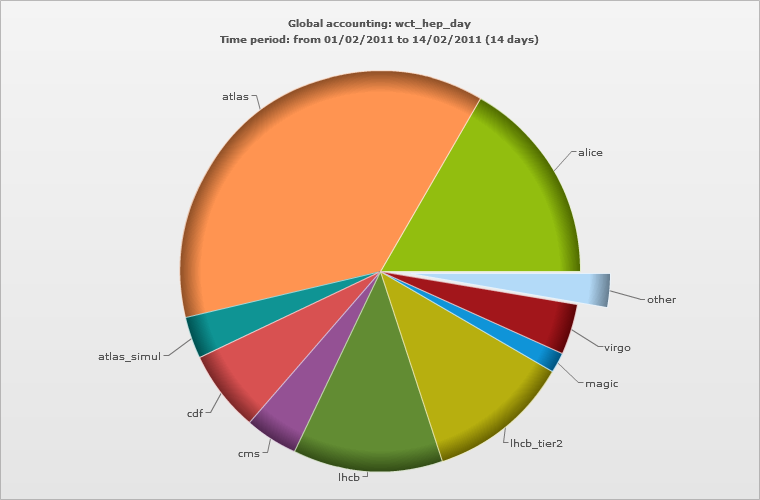 Global accounting: wct_hep_day
Time period: from 01/02/2011 to 14/02/2011 (14 days)
atlas
alice
other
virgo
atlas_simul
magic
cdf
lhcb_tier2
cms
lhcb